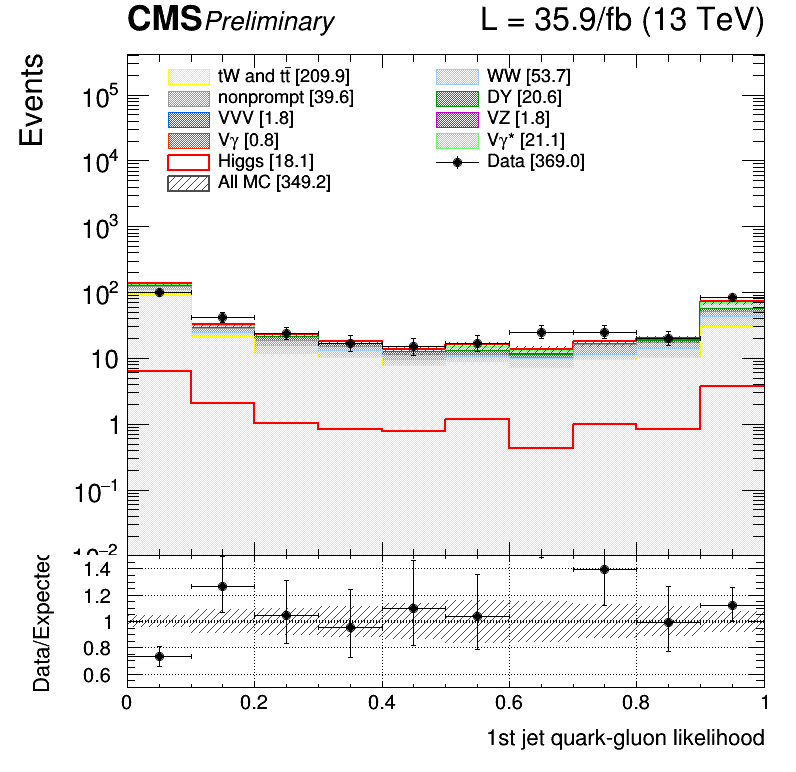 CMS Preliminary L = 35.9/fb (13 TeV)
Events
tW and tt̄ [209.9] WW [53.7]
nonprompt [39.6] DY [20.6]
VVV [1.8] VZ [1.8]
Vγ [0.8] Vγ* [21.1]
Higgs [18.1] Data [369.0]
All MC [349.2]
10⁵
10⁴
10³
10²
10
1
10⁻¹
10⁻²
Data/Expected
1.4
1.2
1
0.8
0.6
0 0.2 0.4 0.6 0.8 1
1st jet quark-gluon likelihood